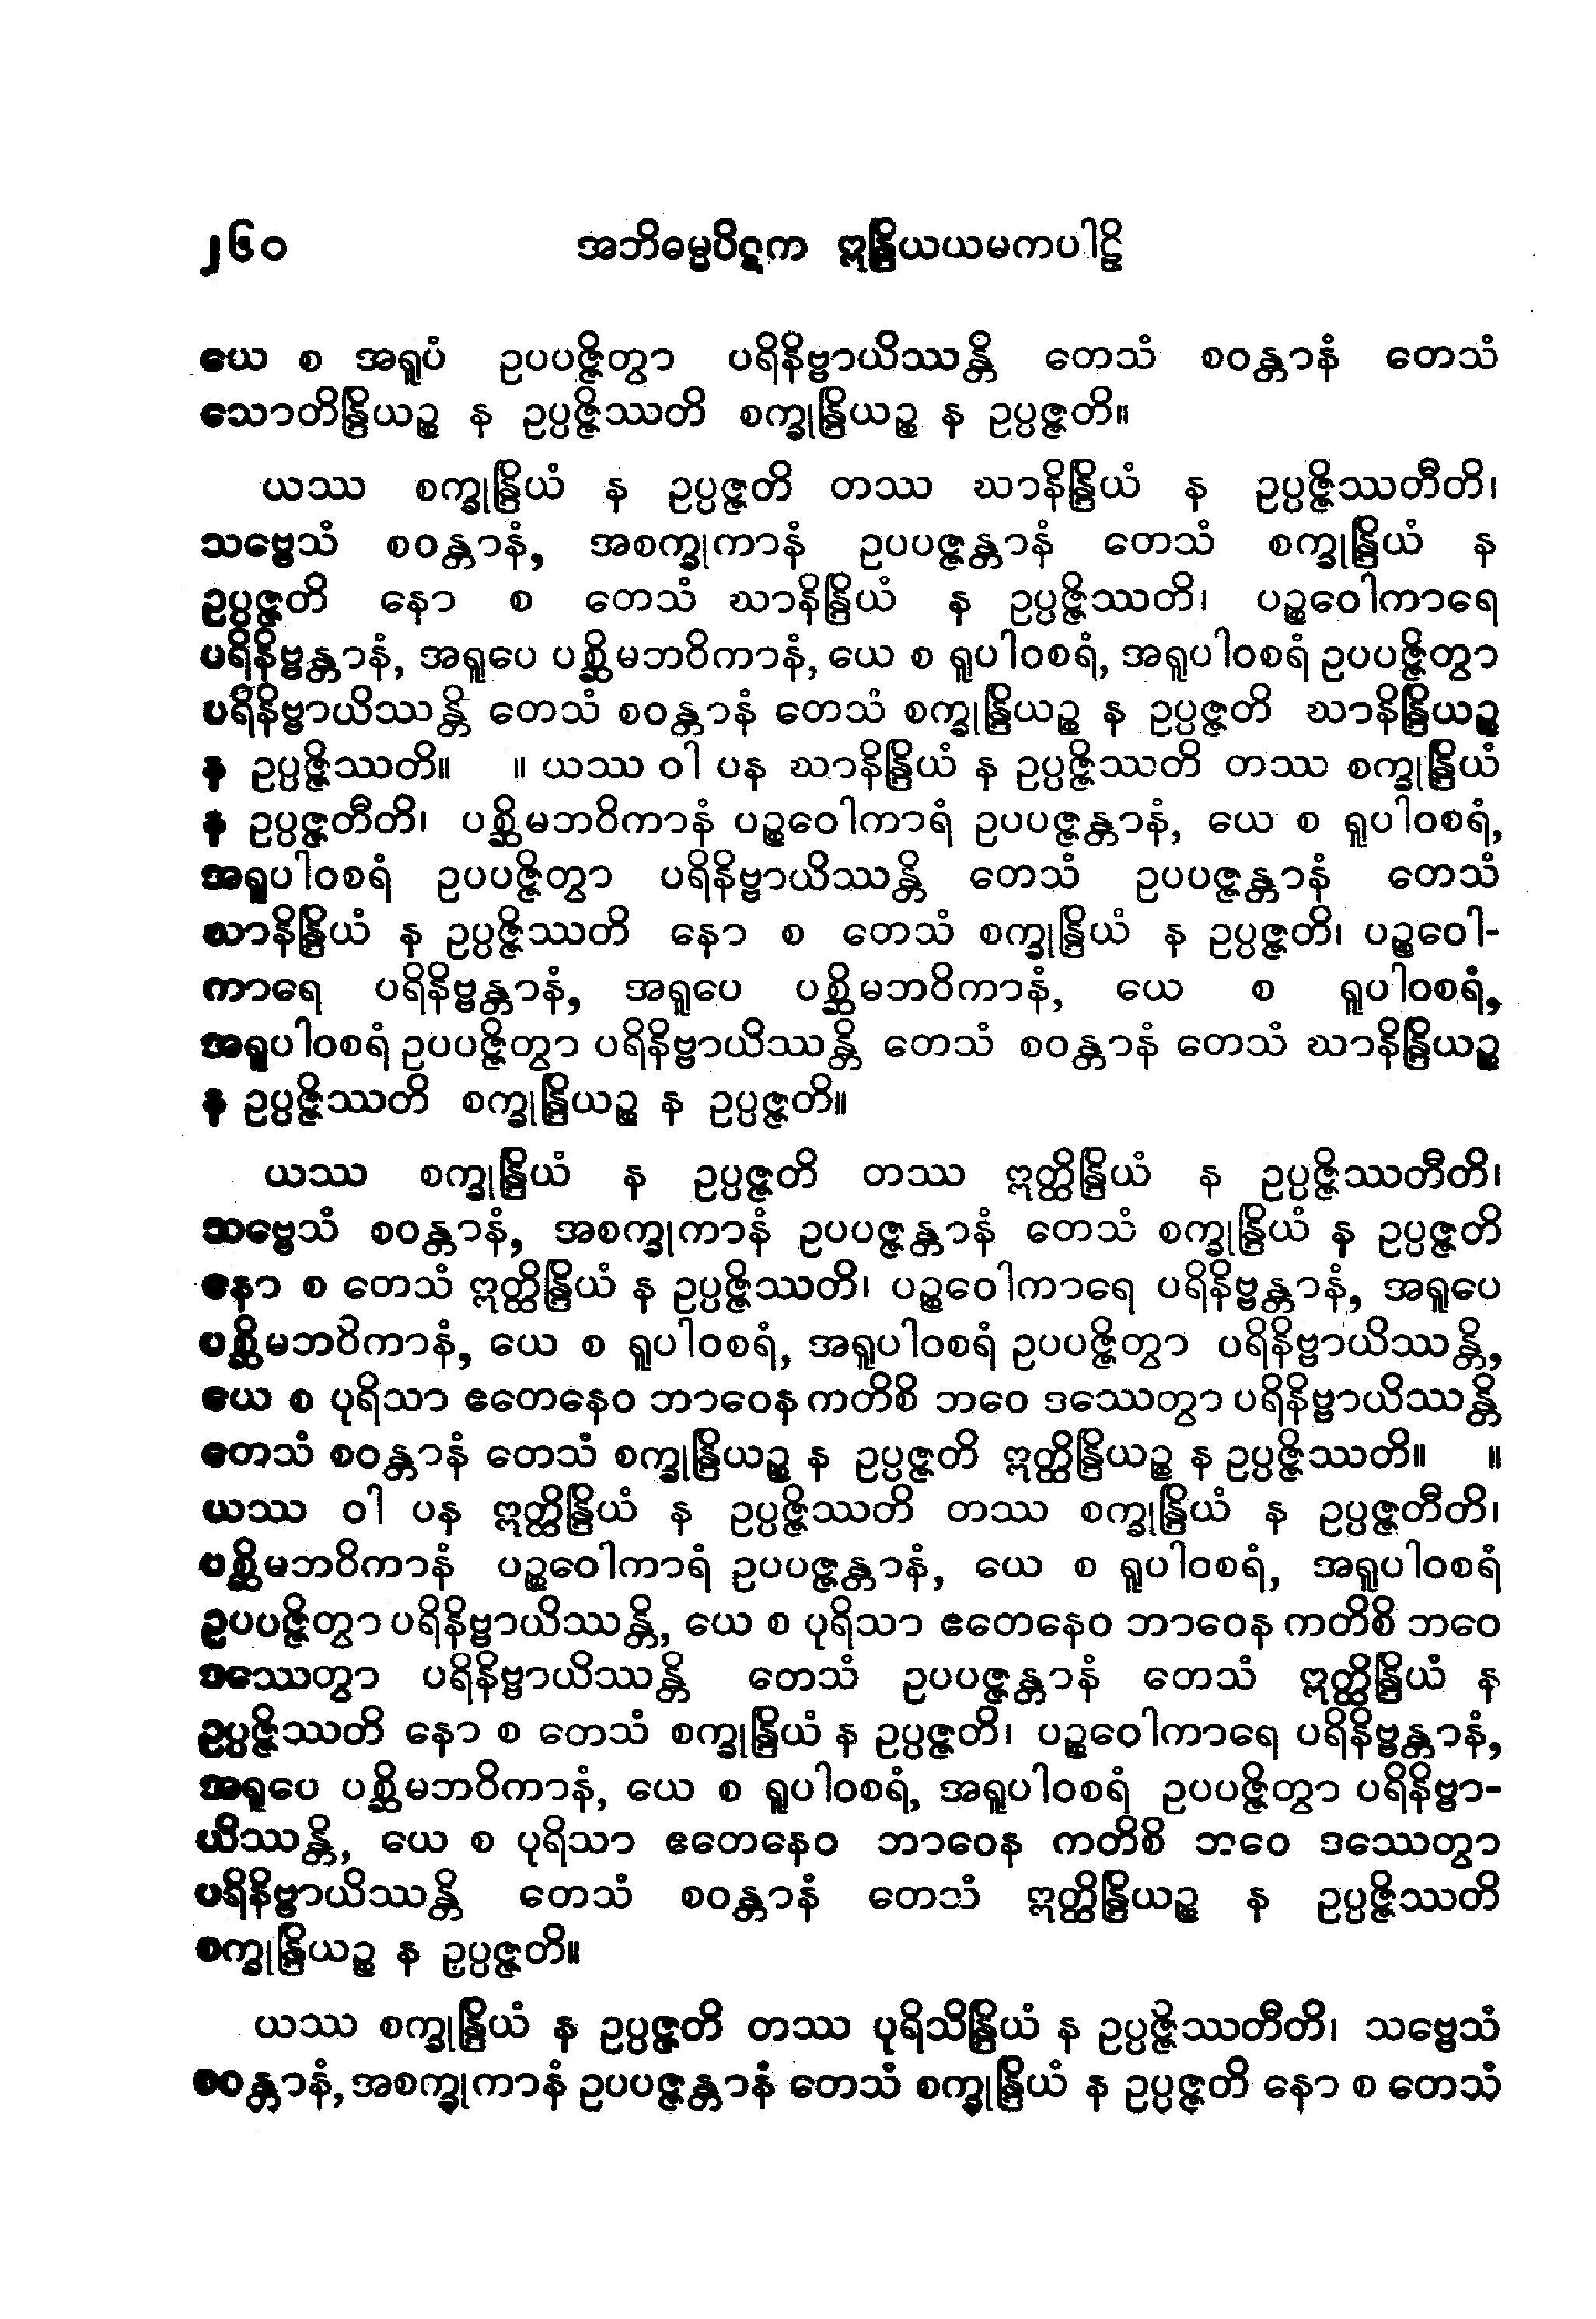 ၂၆၀ အဘိဓမ္မပိဋက ဣန္ဒြိယယမကပါဠိ
ယေ စ အရူပံ ဥပပဇ္ဇိတွာ ပရိနိဗ္ဗာယိဿန္တိ တေသံ စဝန္တာနံ တေသံ
သောတိန္ဒြိယဉ္စ န ဥပ္ပဇ္ဇိဿတိ စက္ခုန္ဒြိယဉ္စ န ဥပ္ပဇ္ဇတိ။
ယဿ စက္ခုန္ဒြိယံ န ဥပ္ပဇ္ဇတိ တဿ ဃာနိန္ဒြိယံ န ဥပ္ပဇ္ဇိဿတီတိ၊
သဗ္ဗေသံ စဝန္တာနံ, အစက္ခုကာနံ ဥပပဇ္ဇန္တာနံ တေသံ စက္ခုန္ဒြိယံ န
ဥပ္ပဇ္ဇတိ နော စ တေသံ ဃာနိန္ဒြိယံ န ဥပ္ပဇ္ဇိဿတိ၊ ပဉ္စဝေါကာရေ
ပရိနိဗ္ဗန္တာနံ, အရူပေ ပစ္ဆိမဘဝိကာနံ, ယေ စ ရူပါဝစရံ, အရူပါဝစရံ ဥပပဇ္ဇိတွာ
ပရိနိဗ္ဗာယိဿန္တိ တေသံ စဝန္တာနံ တေသံ စက္ခုန္ဒြိယဉ္စ န ဥပ္ပဇ္ဇတိ ဃာနိန္ဒြိယဉ္စ
န ဥပ္ပဇ္ဇိဿတိ။ ။ ယဿ ဝါ ပန ဃာနိန္ဒြိယံ န ဥပ္ပဇ္ဇိဿတိ တဿ စက္ခုန္ဒြိယံ
န ဥပ္ပဇ္ဇတီတိ၊ ပစ္ဆိမဘဝိကာနံ ပဉ္စဝေါကာရံ ဥပပဇ္ဇန္တာနံ, ယေ စ ရူပါဝစရံ,
အရူပါဝစရံ ဥပပဇ္ဇိတွာ ပရိနိဗ္ဗာယိဿန္တိ တေသံ ဥပပဇ္ဇန္တာနံ တေသံ
ဃာနိန္ဒြိယံ န ဥပ္ပဇ္ဇိဿတိ နော စ တေသံ စက္ခုန္ဒြိယံ န ဥပ္ပဇ္ဇတိ၊ ပဉ္စဝေါ-
ကာရေ ပရိနိဗ္ဗန္တာနံ, အရူပေ ပစ္ဆိမဘဝိကာနံ, ယေ စ ရူပါဝစရံ,
အရူပါဝစရံ ဥပပဇ္ဇိတွာ ပရိနိဗ္ဗာယိဿန္တိ တေသံ စဝန္တာနံ တေသံ ဃာနိန္ဒြိယဉ္စ
န ဥပ္ပဇ္ဇိဿတိ စက္ခုန္ဒြိယဉ္စ န ဥပ္ပဇ္ဇတိ။
ယဿ စက္ခုန္ဒြိယံ န ဥပ္ပဇ္ဇတိ တဿ ဣတ္ထိန္ဒြိယံ န ဥပ္ပဇ္ဇိဿတီတိ၊
သဗ္ဗေသံ စဝန္တာနံ, အစက္ခုကာနံ ဥပပဇ္ဇန္တာနံ တေသံ စက္ခုန္ဒြိယံ န ဥပ္ပဇ္ဇတိ
နော စ တေသံ ဣတ္ထိန္ဒြိယံ န ဥပ္ပဇ္ဇိဿတိ၊ ပဉ္စဝေါကာရေ ပရိနိဗ္ဗန္တာနံ, အရူပေ
ပစ္ဆိမဘဝိကာနံ, ယေ စ ရူပါဝစရံ, အရူပါဝစရံ ဥပပဇ္ဇိတွာ ပရိနိဗ္ဗာယိဿန္တိ,
ယေ စ ပုရိသာ ဧတေနေဝ ဘာဝေန ကတိစိ ဘဝေ ဒဿေတွာ ပရိနိဗ္ဗာယိဿန္တိ
တေသံ စဝန္တာနံ တေသံ စက္ခုန္ဒြိယဉ္စ န ဥပ္ပဇ္ဇတိ ဣတ္ထိန္ဒြိယဉ္စ န ဥပ္ပဇ္ဇိဿတိ။ ။
ယဿ ဝါ ပန ဣတ္ထိန္ဒြိယံ န ဥပ္ပဇ္ဇိဿတိ တဿ စက္ခုန္ဒြိယံ န ဥပ္ပဇ္ဇတီတိ၊
ပစ္ဆိမဘဝိကာနံ ပဉ္စဝေါကာရံ ဥပပဇ္ဇန္တာနံ, ယေ စ ရူပါဝစရံ, အရူပါဝစရံ
ဥပပဇ္ဇိတွာ ပရိနိဗ္ဗာယိဿန္တိ, ယေ စ ပုရိသာ ဧတေနေဝ ဘာဝေန ကတိစိ ဘဝေ
ဒဿေတွာ ပရိနိဗ္ဗာယိဿန္တိ တေသံ ဥပပဇ္ဇန္တာနံ တေသံ ဣတ္ထိန္ဒြိယံ န
ဥပ္ပဇ္ဇိဿတိ နော စ တေသံ စက္ခုန္ဒြိယံ န ဥပ္ပဇ္ဇတိ၊ ပဉ္စဝေါကာရေ ပရိနိဗ္ဗန္တာနံ,
အရူပေ ပစ္ဆိမဘဝိကာနံ, ယေ စ ရူပါဝစရံ, အရူပါဝစရံ ဥပပဇ္ဇိတွာ ပရိနိဗ္ဗာ-
ယိဿန္တိ, ယေ စ ပုရိသာ ဧတေနေဝ ဘာဝေန ကတိစိ ဘဝေ ဒဿေတွာ
ပရိနိဗ္ဗာယိဿန္တိ တေသံ စဝန္တာနံ တေသံ ဣတ္ထိန္ဒြိယဉ္စ န ဥပ္ပဇ္ဇိဿတိ
စက္ခုန္ဒြိယဉ္စ န ဥပ္ပဇ္ဇတိ။
ယဿ စက္ခုန္ဒြိယံ န ဥပ္ပဇ္ဇတိ တဿ ပုရိသိန္ဒြိယံ န ဥပ္ပဇ္ဇိဿတီတိ၊ သဗ္ဗေသံ
စဝန္တာနံ, အစက္ခုကာနံ ဥပပဇ္ဇန္တာနံ တေသံ စက္ခုန္ဒြိယံ န ဥပ္ပဇ္ဇတိ နော စ တေသံ